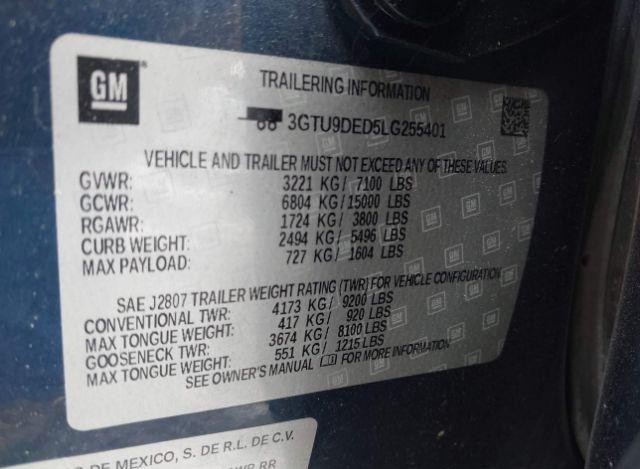 GM
TRAILERING INFORMATION
3GTU9DED5LG255401
VEHICLE AND TRAILER MUST NOT EXCEED ANY OF THESE VALUES.
GVWR: 3221 KG/ 7100 LBS
GCWR: 6804 KG/15000 LBS
RGAWR: 1724 KG/ 3800 LBS
CURB WEIGHT: 2494 KG/ 5496 LBS
MAX PAYLOAD: 727 KG/ 1604 LBS
SAE J2807 TRAILER WEIGHT RATING (TWR) FOR VEHICLE CONFIGURATION
CONVENTIONAL TWR: 4173 KG/ 9200 LBS
MAX TONGUE WEIGHT: 417 KG/ 920 LBS
GOOSENECK TWR: 3674 KG/ 8100 LBS
MAX TONGUE WEIGHT: 551 KG/ 1215 LBS
SEE OWNER'S MANUAL FOR MORE INFORMATION
DE MEXICO, S. DE R.L. DE C.V.
RR